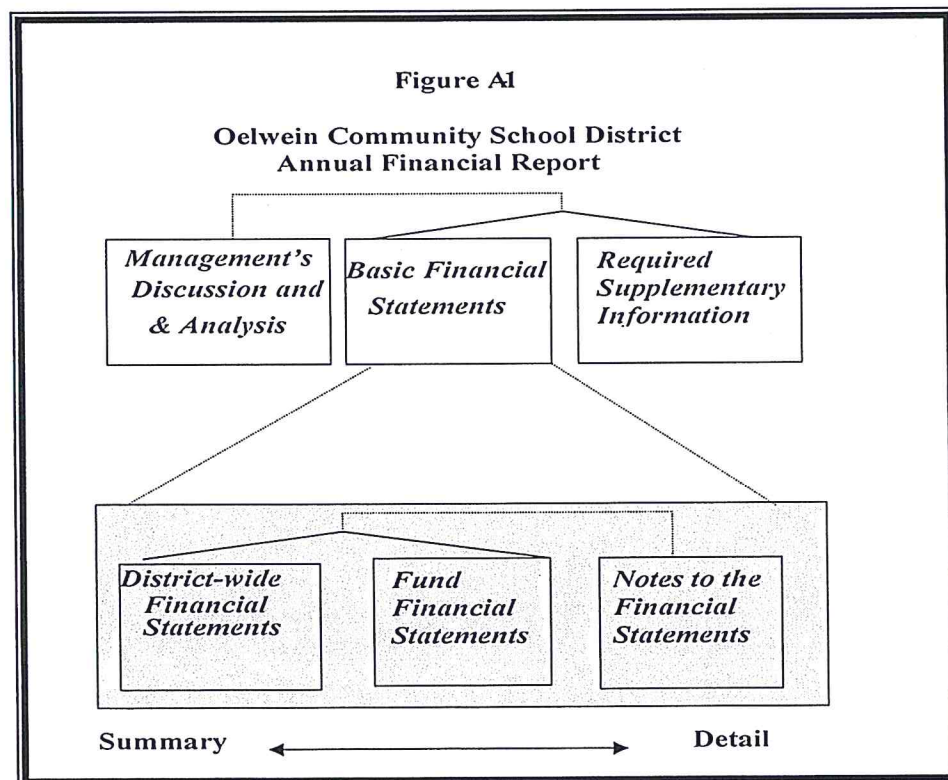 Figure A1
Oelwein Community School District
Annual Financial Report
Management's
Discussion and
& Analysis
Basic Financial
Statements
Required
Supplementary
Information
District-wide
Financial
Statements
Fund
Financial
Statements
Notes to the
Financial
Statements
Summary
Detail